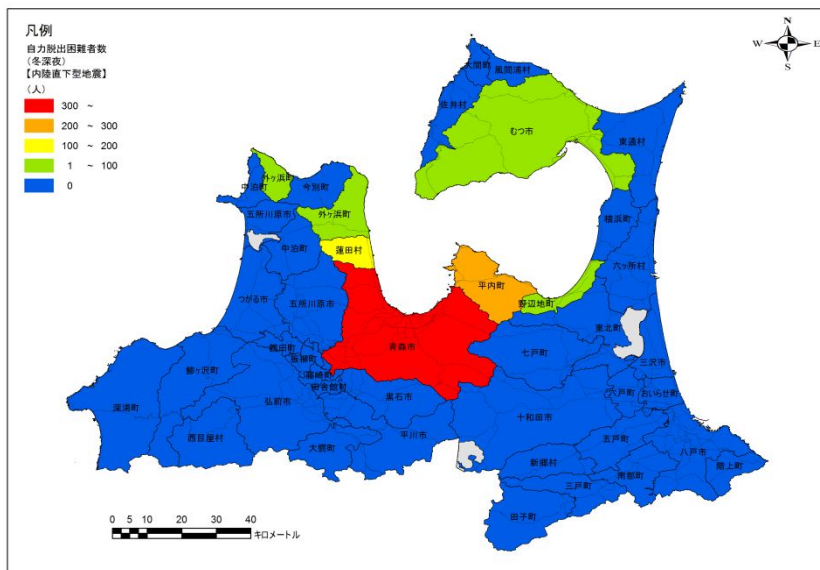 凡例
自力脱出困難者数
(冬深夜)
【内陸直下型地震】
(人)
300 ~
200 ~ 300
100 ~ 200
1 ~ 100
0
N
W
E
S
大間町
風間浦村
佐井村
むつ市
東通村
外ヶ浜町
中泊町
今別町
五所川原市
外ヶ浜町
横浜町
中泊町
蓬田村
六ヶ所村
平内町
つがる市
五所川原市
野辺地町
東北町
青森市
七戸町
鶴田町
板柳町
三沢市
鰺ヶ沢町
藤崎町
田舎館村
六戸町
おいらせ町
深浦町
弘前市
黒石市
十和田市
西目屋村
平川市
五戸町
八戸市
大鰐町
新郷村
階上町
南部町
三戸町
田子町
0 5 10 20 30 40
キロメートル